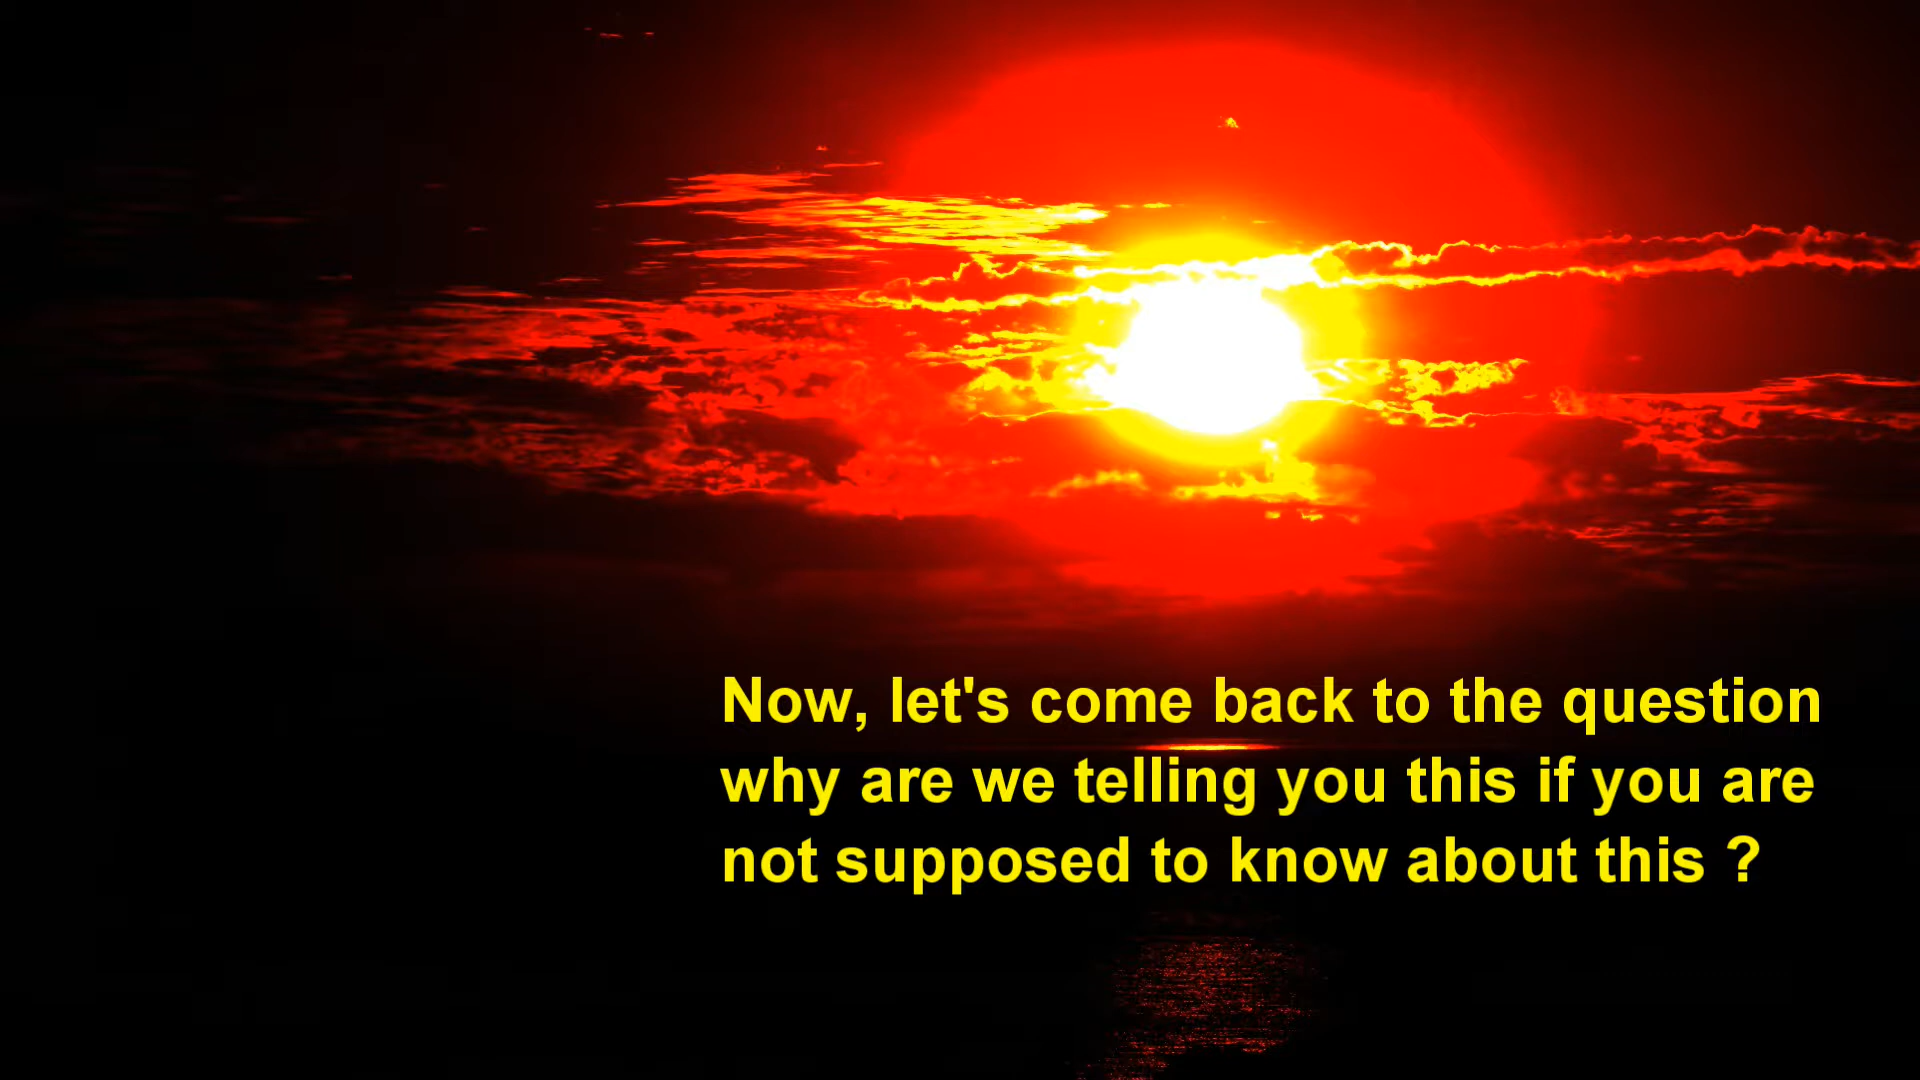 Now, let's come back to the question
why are we telling you this if you are
not supposed to know about this ?